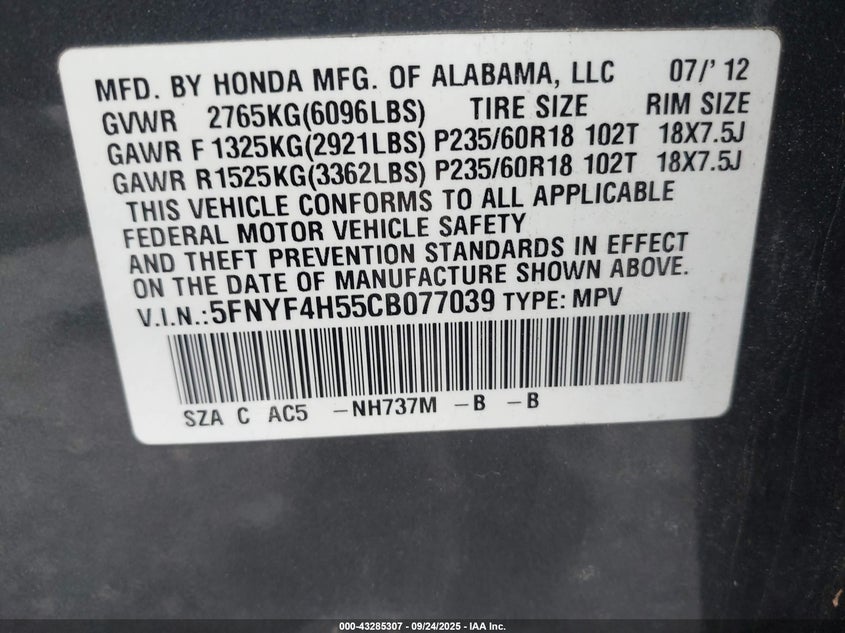 MFD. BY HONDA MFG. OF ALABAMA, LLC 07/' 12
GVWR 2765KG(6096LBS) TIRE SIZE RIM SIZE
GAWR F 1325KG(2921LBS) P235/60R18 102T 18X7.5J
GAWR R1525KG(3362LBS) P235/60R18 102T 18X7.5J
THIS VEHICLE CONFORMS TO ALL APPLICABLE
FEDERAL MOTOR VEHICLE SAFETY
AND THEFT PREVENTION STANDARDS IN EFFECT
ON THE DATE OF MANUFACTURE SHOWN ABOVE.
V.I.N.:5FNYF4H55CB077039 TYPE: MPV
SZA C AC5 -NH737M -B -B
000-43285307 - 09/24/2025 - IAA Inc.